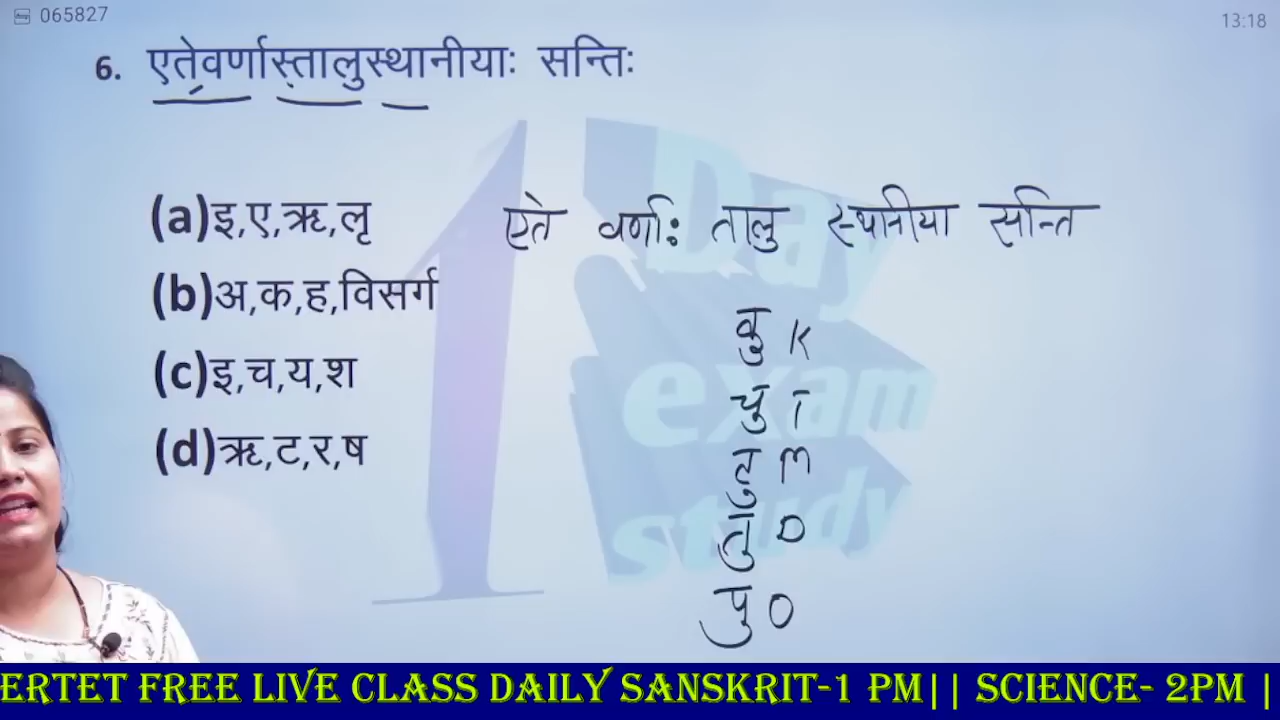 065827
13:18
6. एतेवर्णास्तालुस्थानीयाः सन्तिः
(a)इ,ए,ऋ,लृ
एते वर्णाः तालु स्थानीया सन्ति
(b)अ,क,ह,विसर्ग
कु K
(c)इ,च,य,श
चु T
(d)ऋ,ट,र,ष
टु M
तु D
पु O
1 Day exam study
ERTET FREE LIVE CLASS DAILY SANSKRIT-1 PM|| SCIENCE- 2PM |